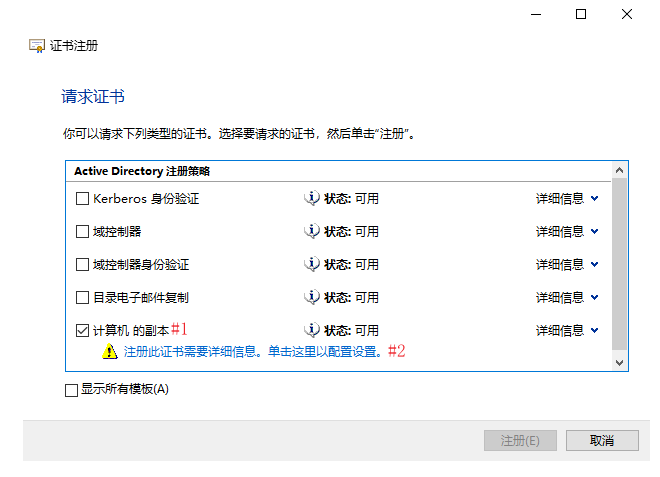 证书注册
请求证书
你可以请求下列类型的证书。选择要请求的证书，然后单击“注册”。
Active Directory 注册策略
Kerberos 身份验证 状态: 可用 详细信息
域控制器 状态: 可用 详细信息
域控制器身份验证 状态: 可用 详细信息
目录电子邮件复制 状态: 可用 详细信息
计算机 的副本 #1 状态: 可用 详细信息
注册此证书需要详细信息。单击这里以配置设置。 #2
显示所有模板(A)
注册(E) 取消